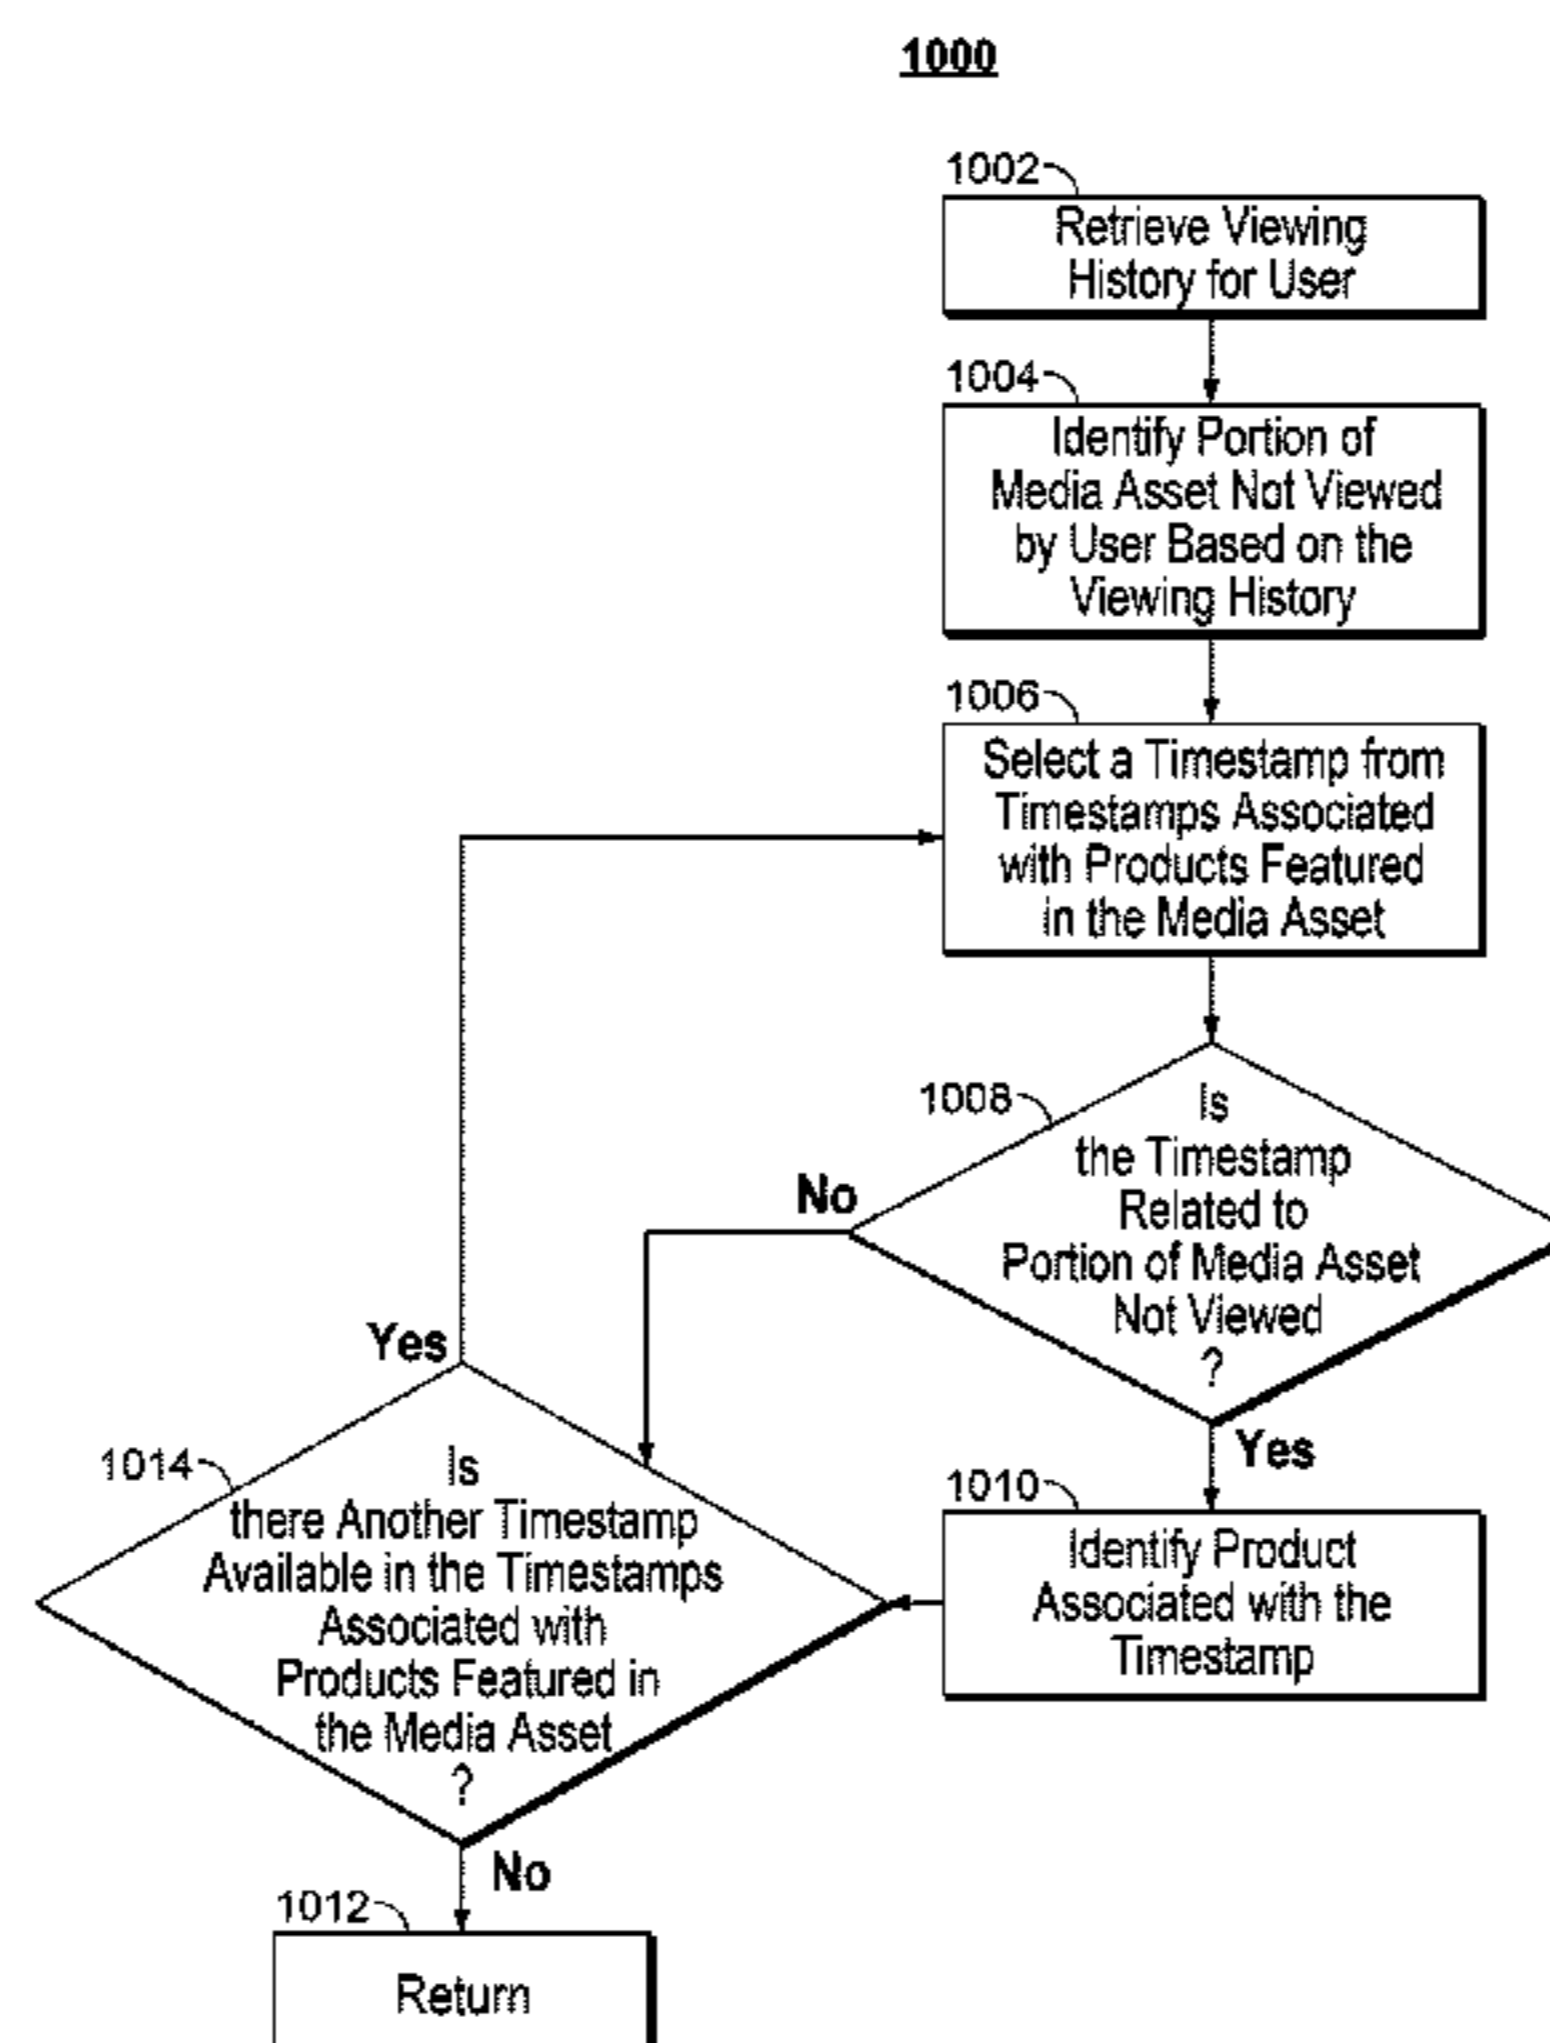 1000
1002
Retrieve Viewing
History for User
1004
Identify Portion of
Media Asset Not Viewed
by User Based on the
Viewing History
1006
Select a Timestamp from
Timestamps Associated
with Products Featured
in the Media Asset
1008
Is
the Timestamp
Related to
Portion of Media Asset
Not Viewed
?
No
Yes
1010
Identify Product
Associated with the
Timestamp
Yes
1014
Is
there Another Timestamp
Available in the Timestamps
Associated with
Products Featured in
the Media Asset
?
No
1012
Return